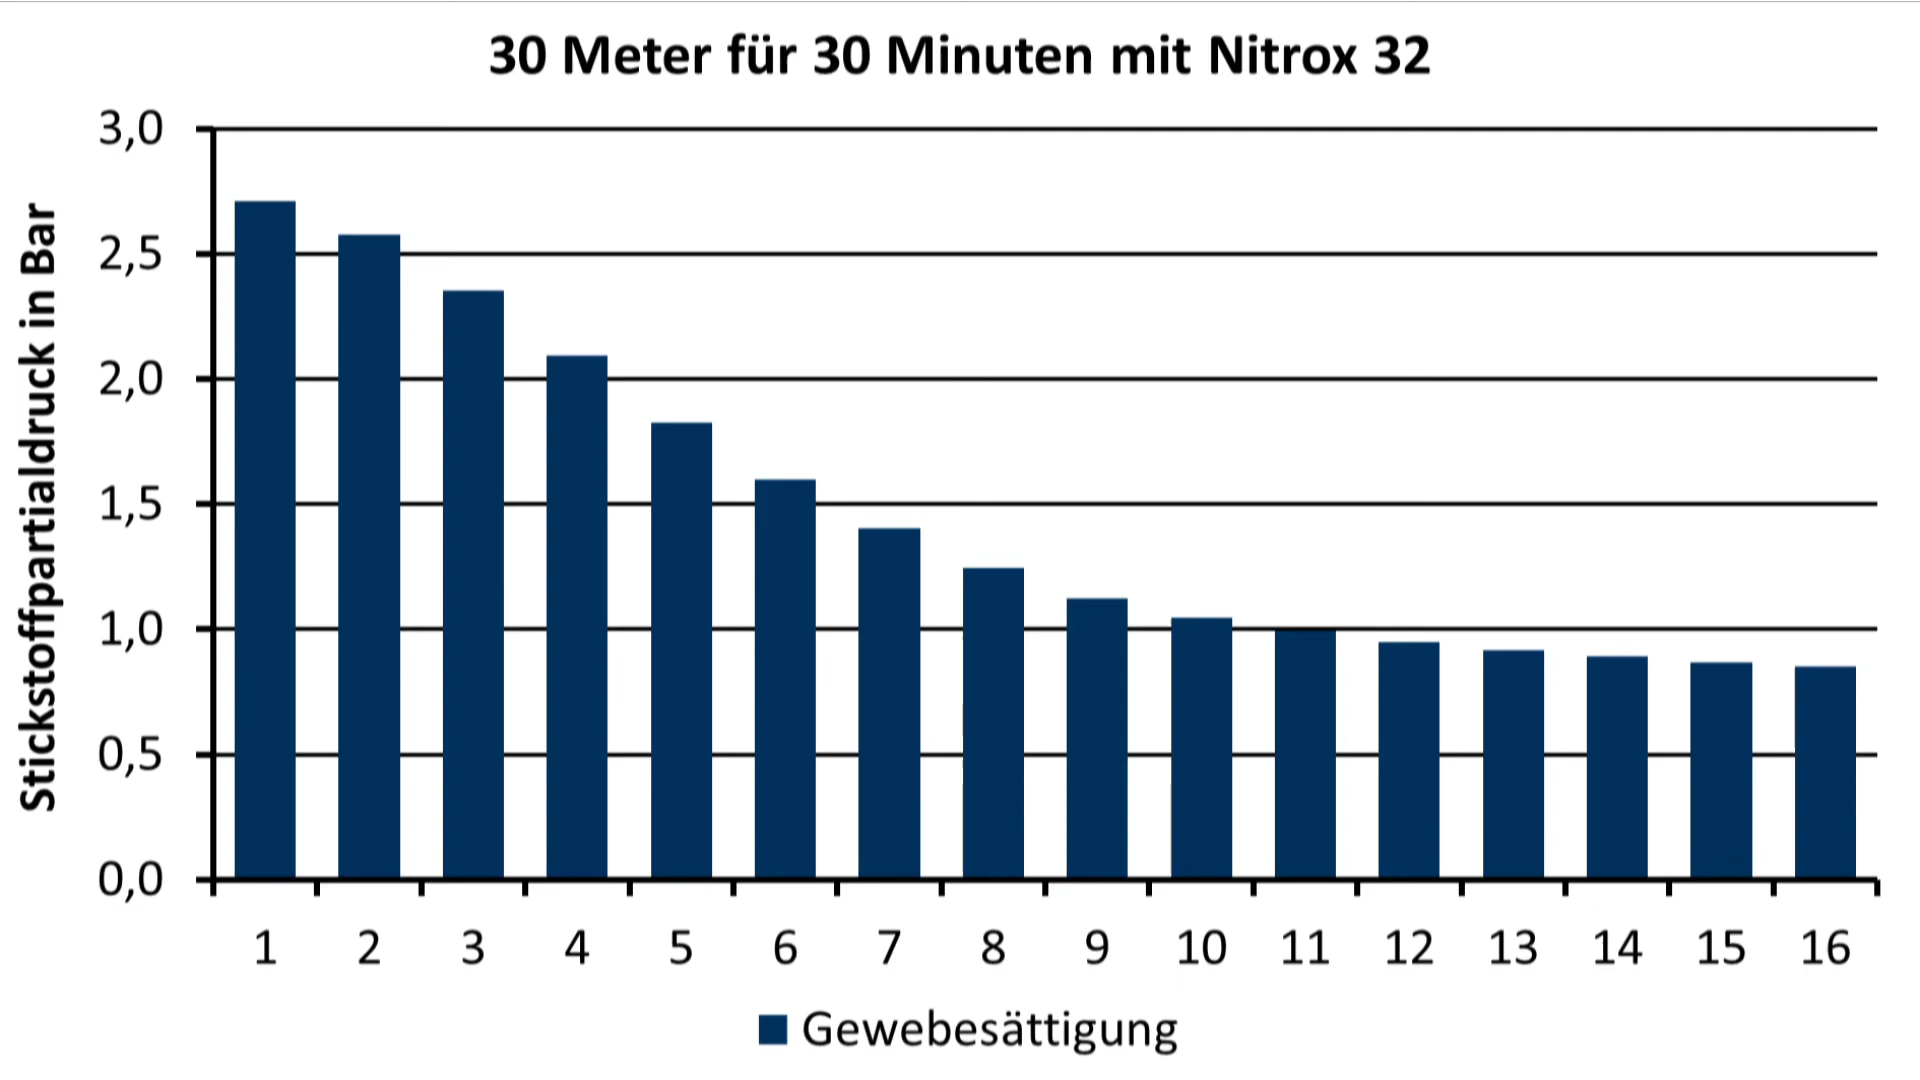 30 Meter für 30 Minuten mit Nitrox 32
Stickstoffpartialdruck in Bar
3,0
2,5
2,0
1,5
1,0
0,5
0,0
1 2 3 4 5 6 7 8 9 10 11 12 13 14 15 16
Gewebesättigung